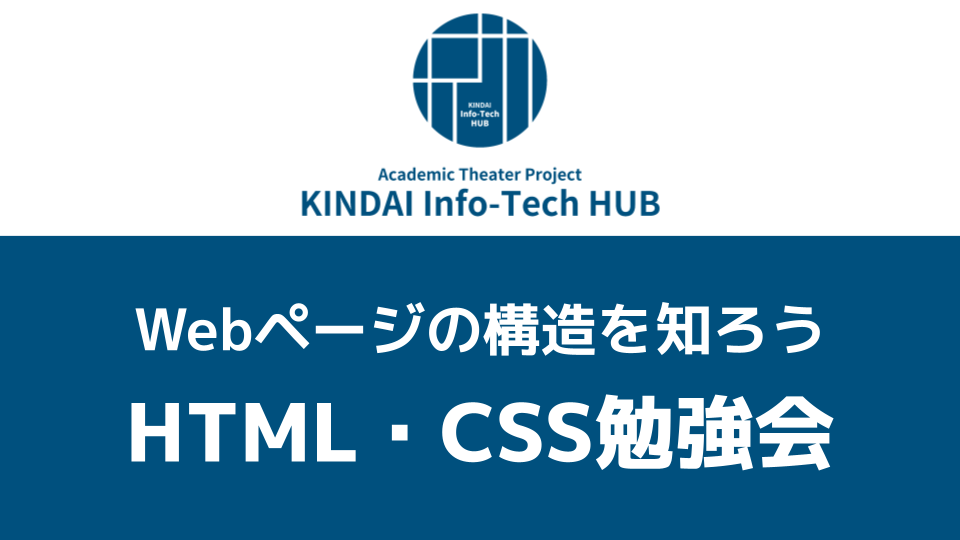 KINDAI
Info-Tech
HUB
Academic Theater Project
KINDAI Info-Tech HUB
Webページの構造を知ろう
HTML・CSS勉強会